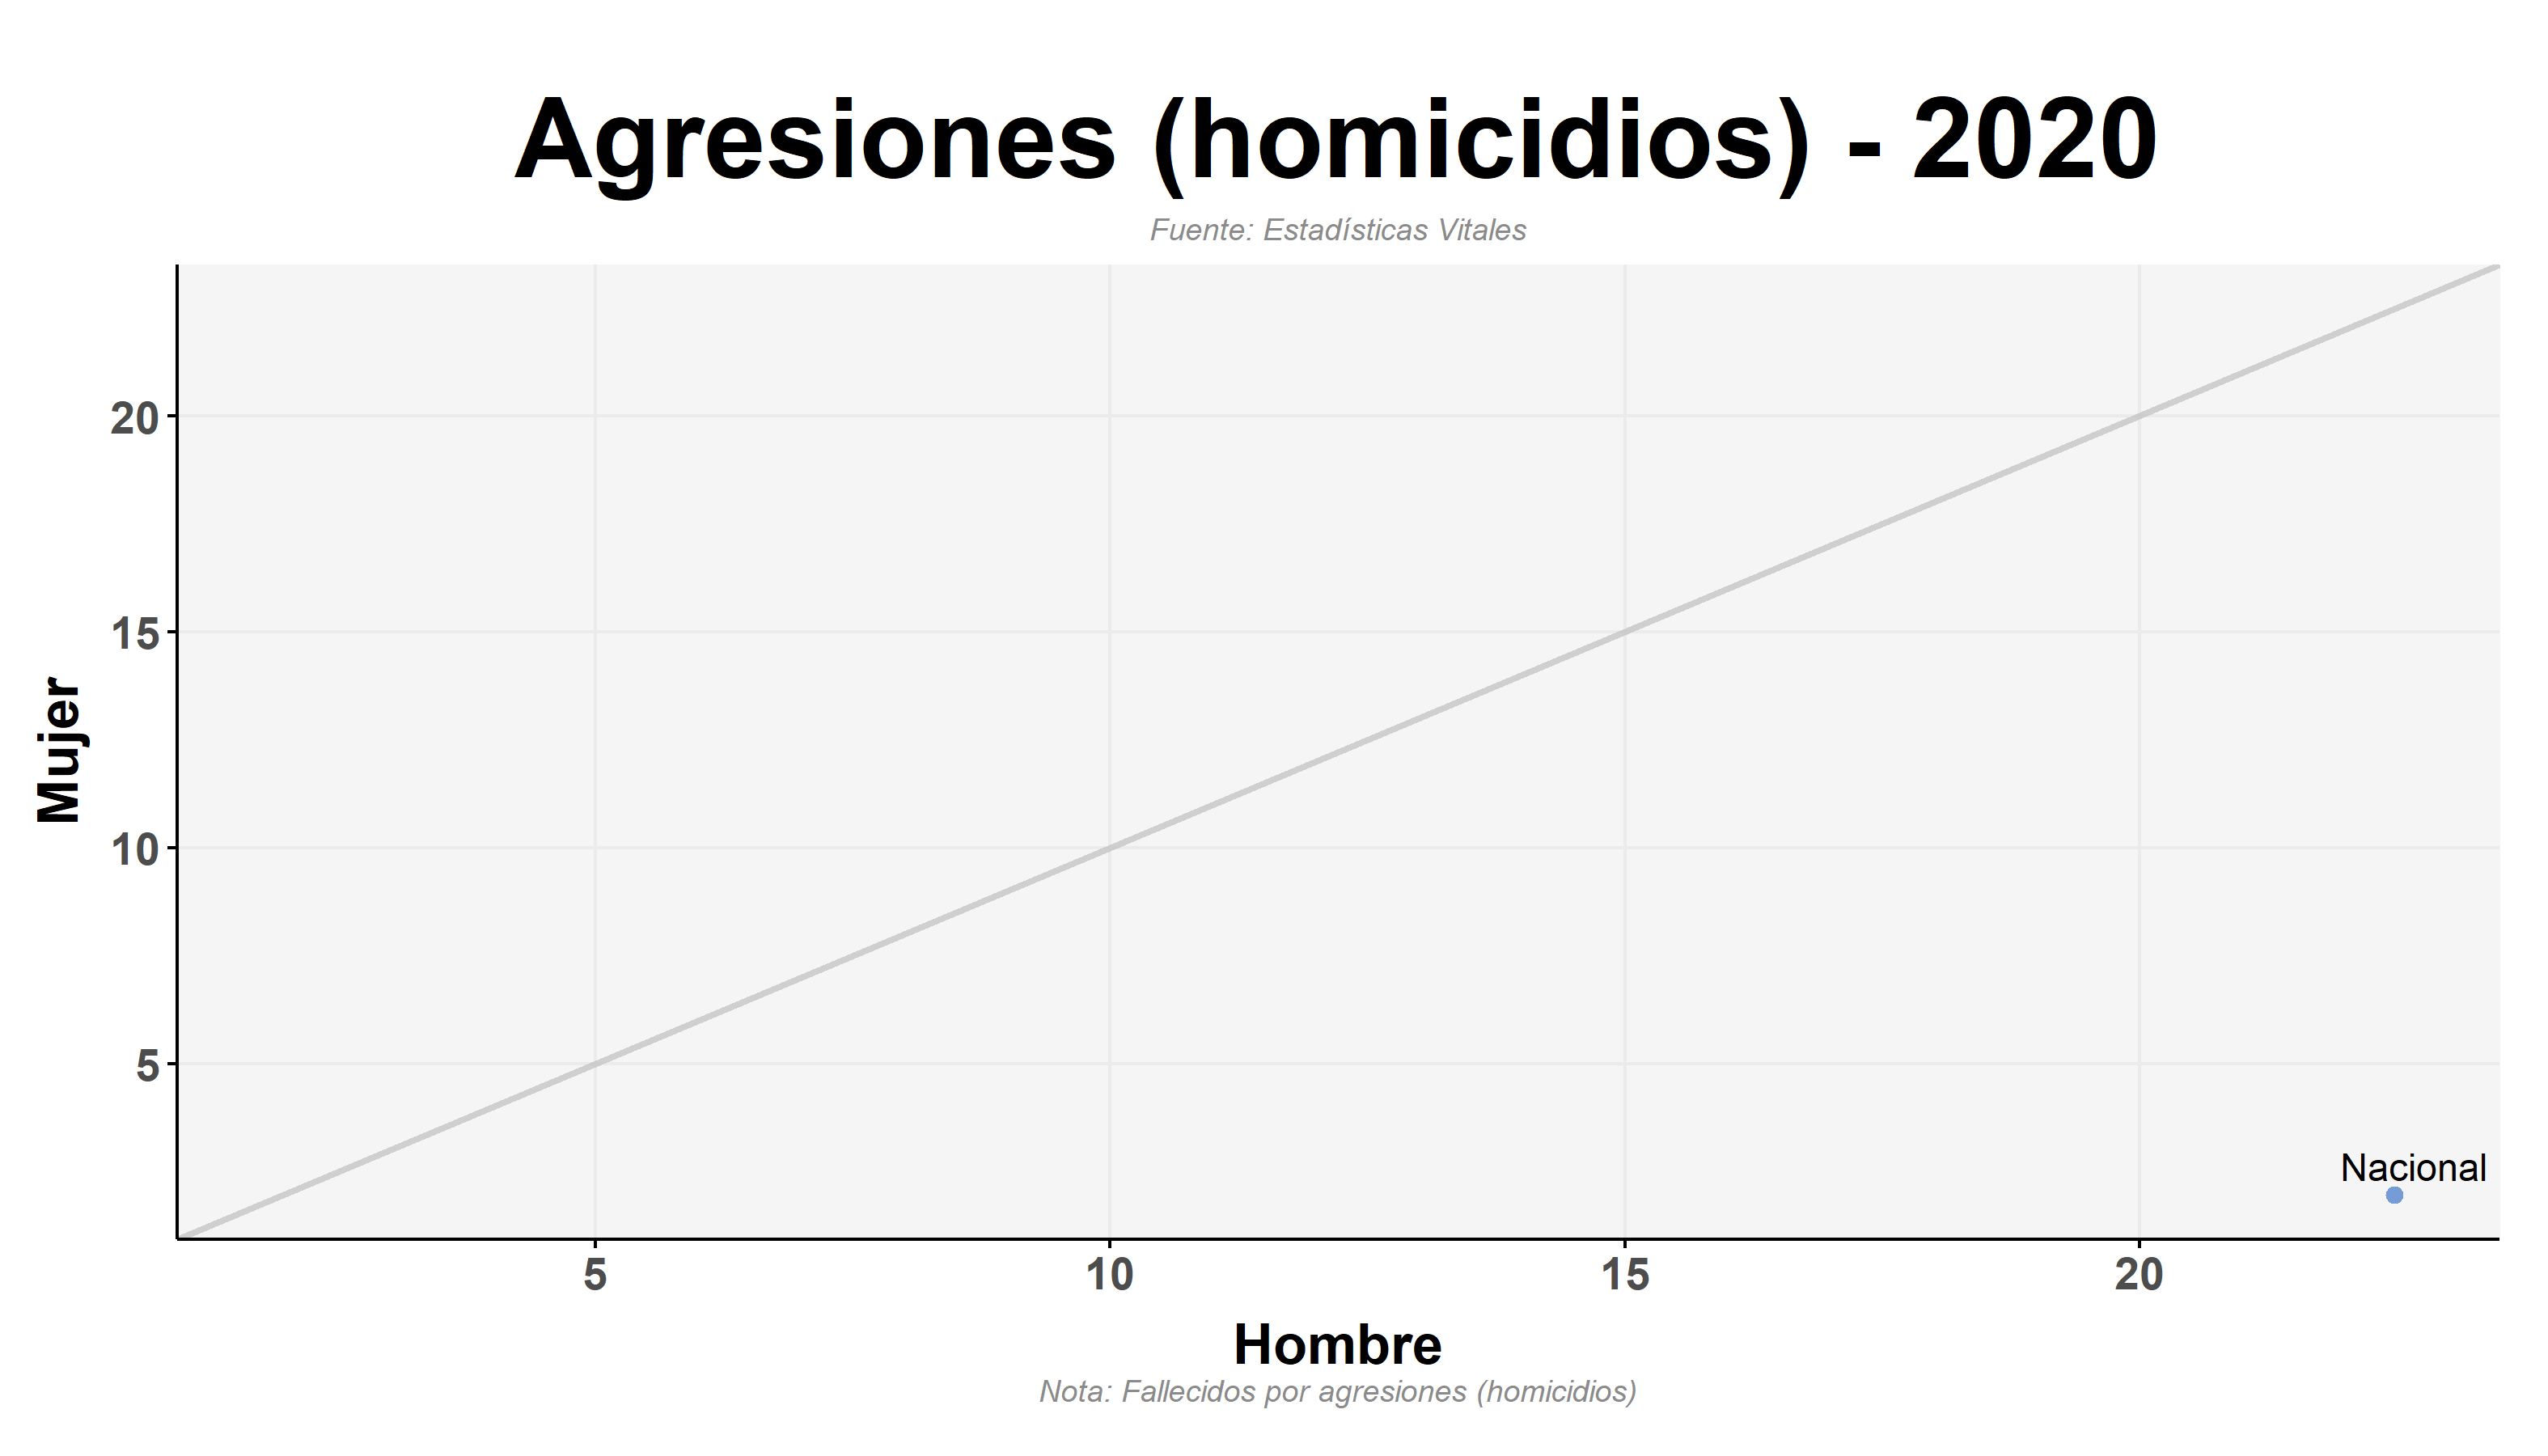 Agresiones (homicidios) - 2020
Fuente: Estadísticas Vitales
Mujer
20
15
10
5
Nacional
5 10 15 20
Hombre
Nota: Fallecidos por agresiones (homicidios)